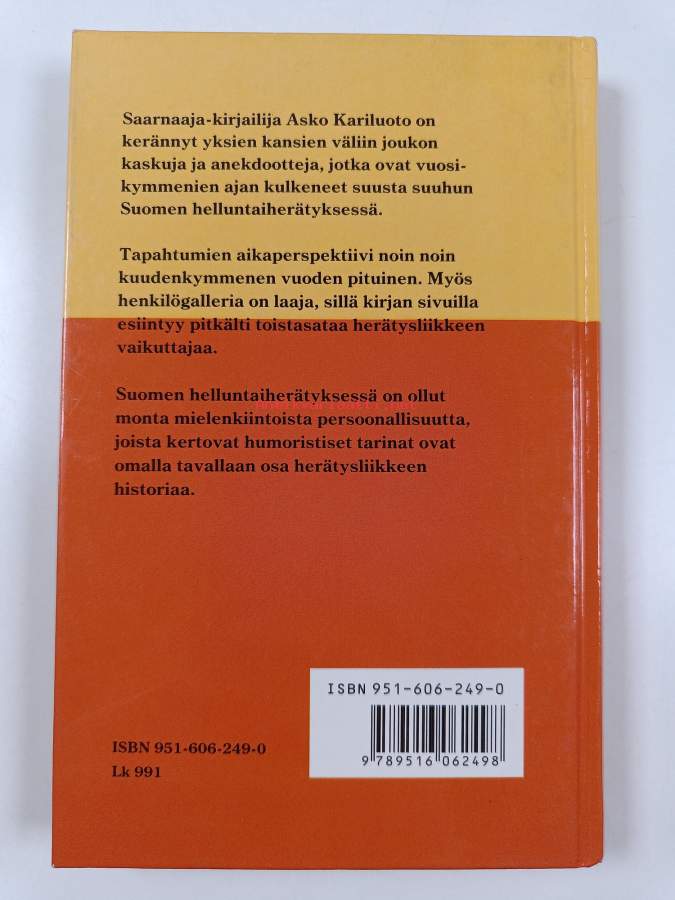 Saarnaaja-kirjailija Asko Kariluoto on
kerännyt yksien kansien väliin joukon
kaskuja ja anekdootteja, jotka ovat vuosi-
kymmenien ajan kulkeneet suusta suuhun
Suomen helluntaiherätyksessä.
Tapahtumien aikaperspektiivi noin noin
kuudenkymmenen vuoden pituinen. Myös
henkilögalleria on laaja, sillä kirjan sivuilla
esiintyy pitkälti toistasataa herätysliikkeen
vaikuttajaa.
Suomen helluntaiherätyksessä on ollut
monta mielenkiintoista persoonallisuutta,
joista kertovat humoristiset tarinat ovat
omalla tavallaan osa herätysliikkeen
historiaa.
ISBN 951-606-249-0
9 789516 062498
ISBN 951-606-249-0
Lk 991